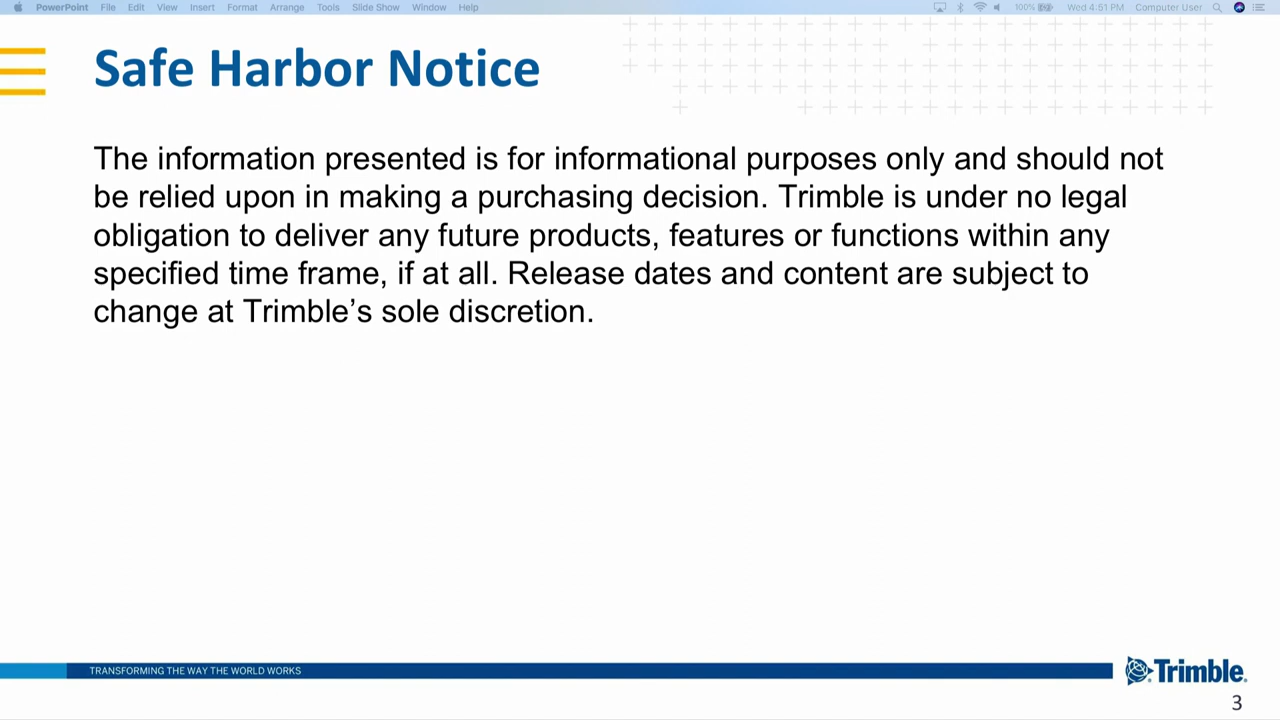 PowerPoint File Edit View Insert Format Arrange Tools Slide Show Window Help 100% Wed 4:51 PM Computer User
Safe Harbor Notice
The information presented is for informational purposes only and should not
be relied upon in making a purchasing decision. Trimble is under no legal
obligation to deliver any future products, features or functions within any
specified time frame, if at all. Release dates and content are subject to
change at Trimble’s sole discretion.
TRANSFORMING THE WAY THE WORLD WORKS
Trimble.
3